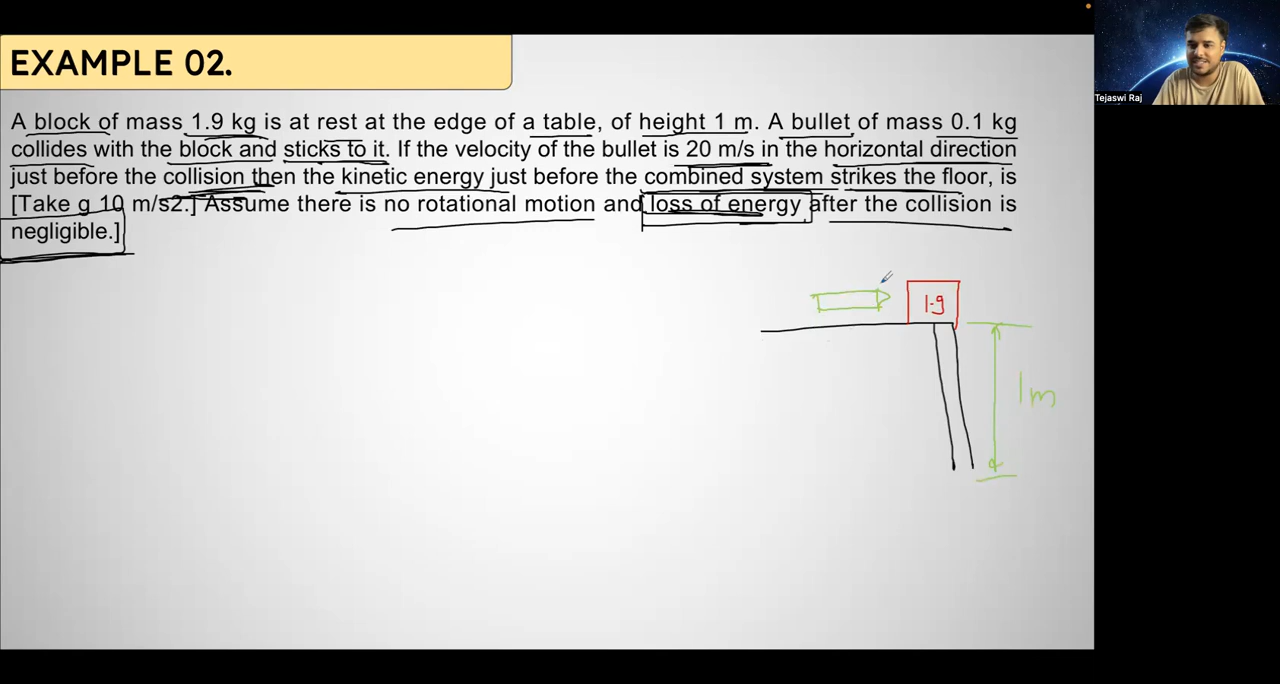 EXAMPLE 02.
A block of mass 1.9 kg is at rest at the edge of a table, of height 1 m. A bullet of mass 0.1 kg
collides with the block and sticks to it. If the velocity of the bullet is 20 m/s in the horizontal direction
just before the collision then the kinetic energy just before the combined system strikes the floor, is
[Take g 10 m/s2.] Assume there is no rotational motion and loss of energy after the collision is
negligible.]
1.9
1m
Tejaswi Raj